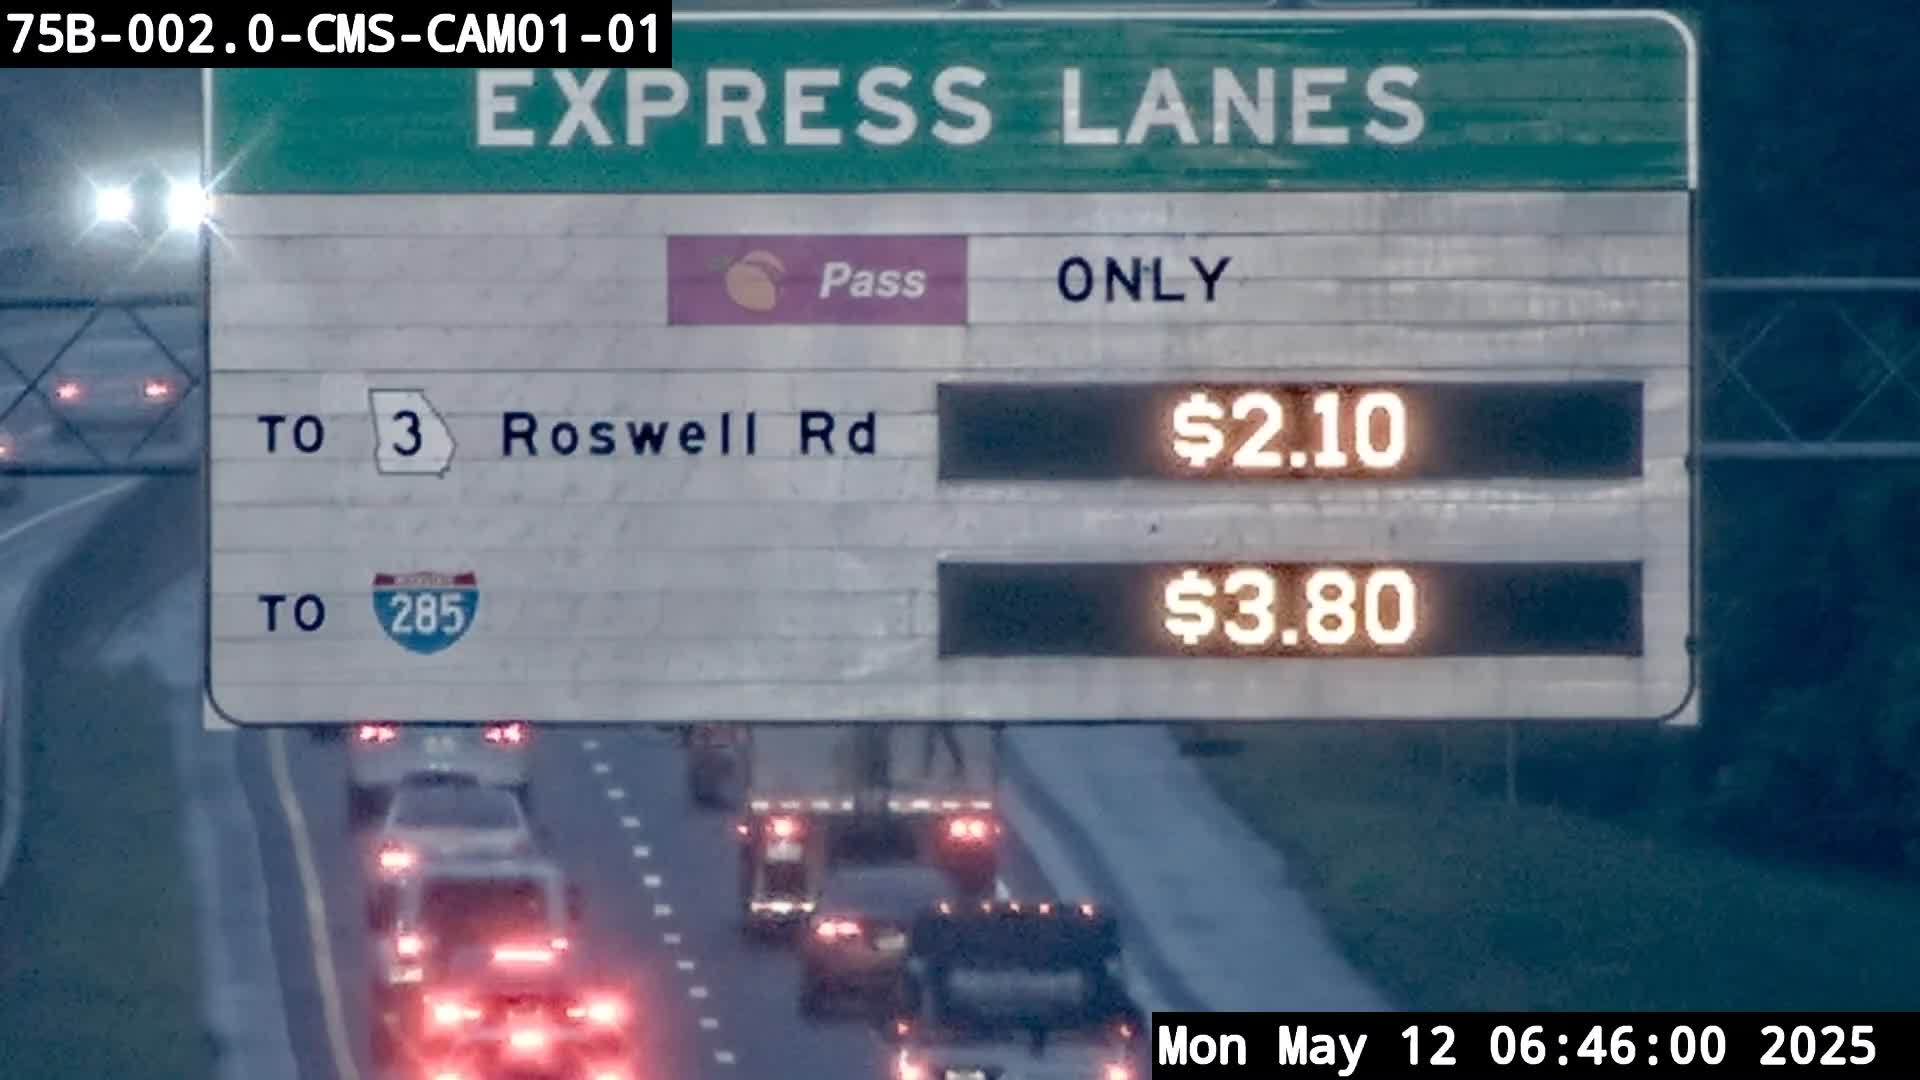 75B-002.0-CMS-CAM01-01
EXPRESS LANES
Pass ONLY
TO 3 Roswell Rd $2.10
TO 285 $3.80
Mon May 12 06:46:00 2025